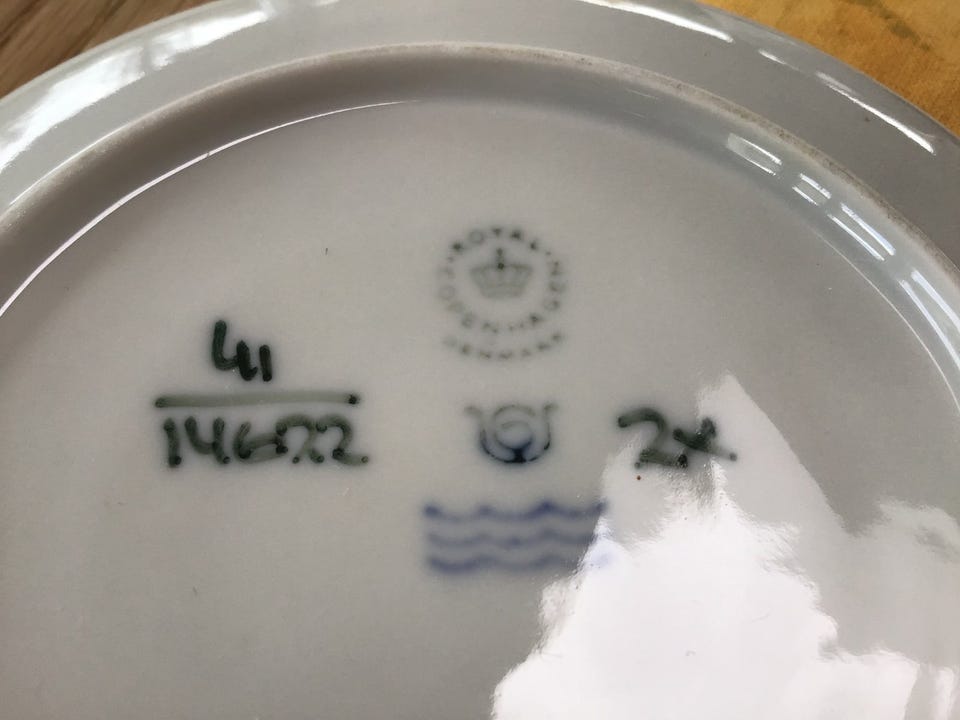 ROYAL
COPENHAGEN
DENMARK
41
14622